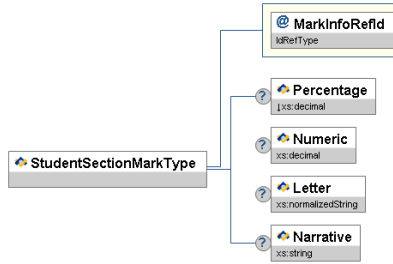 @ MarkInfoRefId
IdRefType
? Percentage
↓xs:decimal
? Numeric
xs:decimal
StudentSectionMarkType
? Letter
xs:normalizedString
? Narrative
xs:string